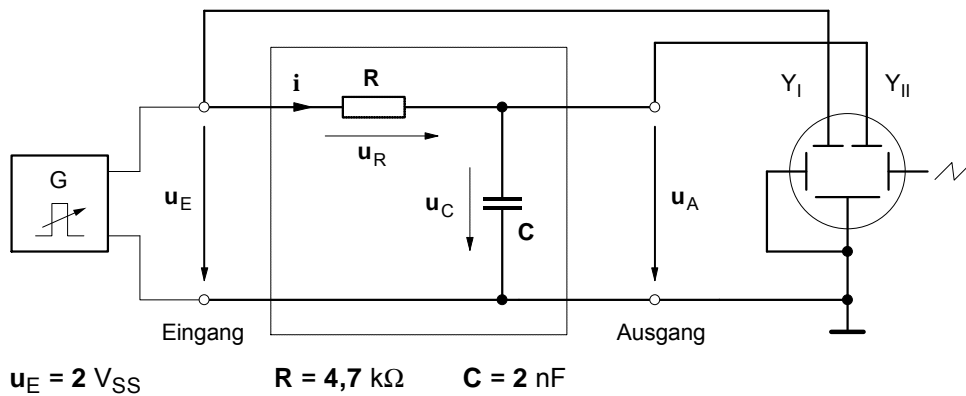 i R Y_I Y_II
u_R
G
u_E u_C u_A
C
Eingang Ausgang
u_E = 2 V_SS R = 4,7 kΩ C = 2 nF